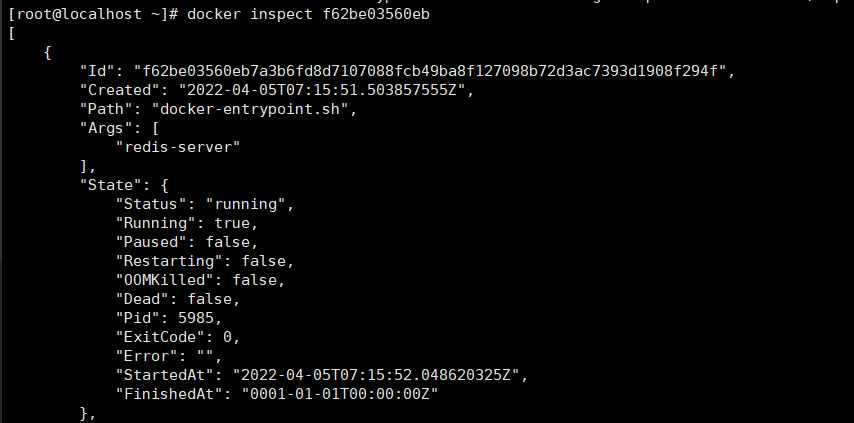 [root@localhost ~]# docker inspect f62be03560eb
[
    {
        "Id": "f62be03560eb7a3b6fd8d7107088fcb49ba8f127098b72d3ac7393d1908f294f",
        "Created": "2022-04-05T07:15:51.503857555Z",
        "Path": "docker-entrypoint.sh",
        "Args": [
            "redis-server"
        ],
        "State": {
            "Status": "running",
            "Running": true,
            "Paused": false,
            "Restarting": false,
            "OOMKilled": false,
            "Dead": false,
            "Pid": 5985,
            "ExitCode": 0,
            "Error": "",
            "StartedAt": "2022-04-05T07:15:52.048620325Z",
            "FinishedAt": "0001-01-01T00:00:00Z"
        },